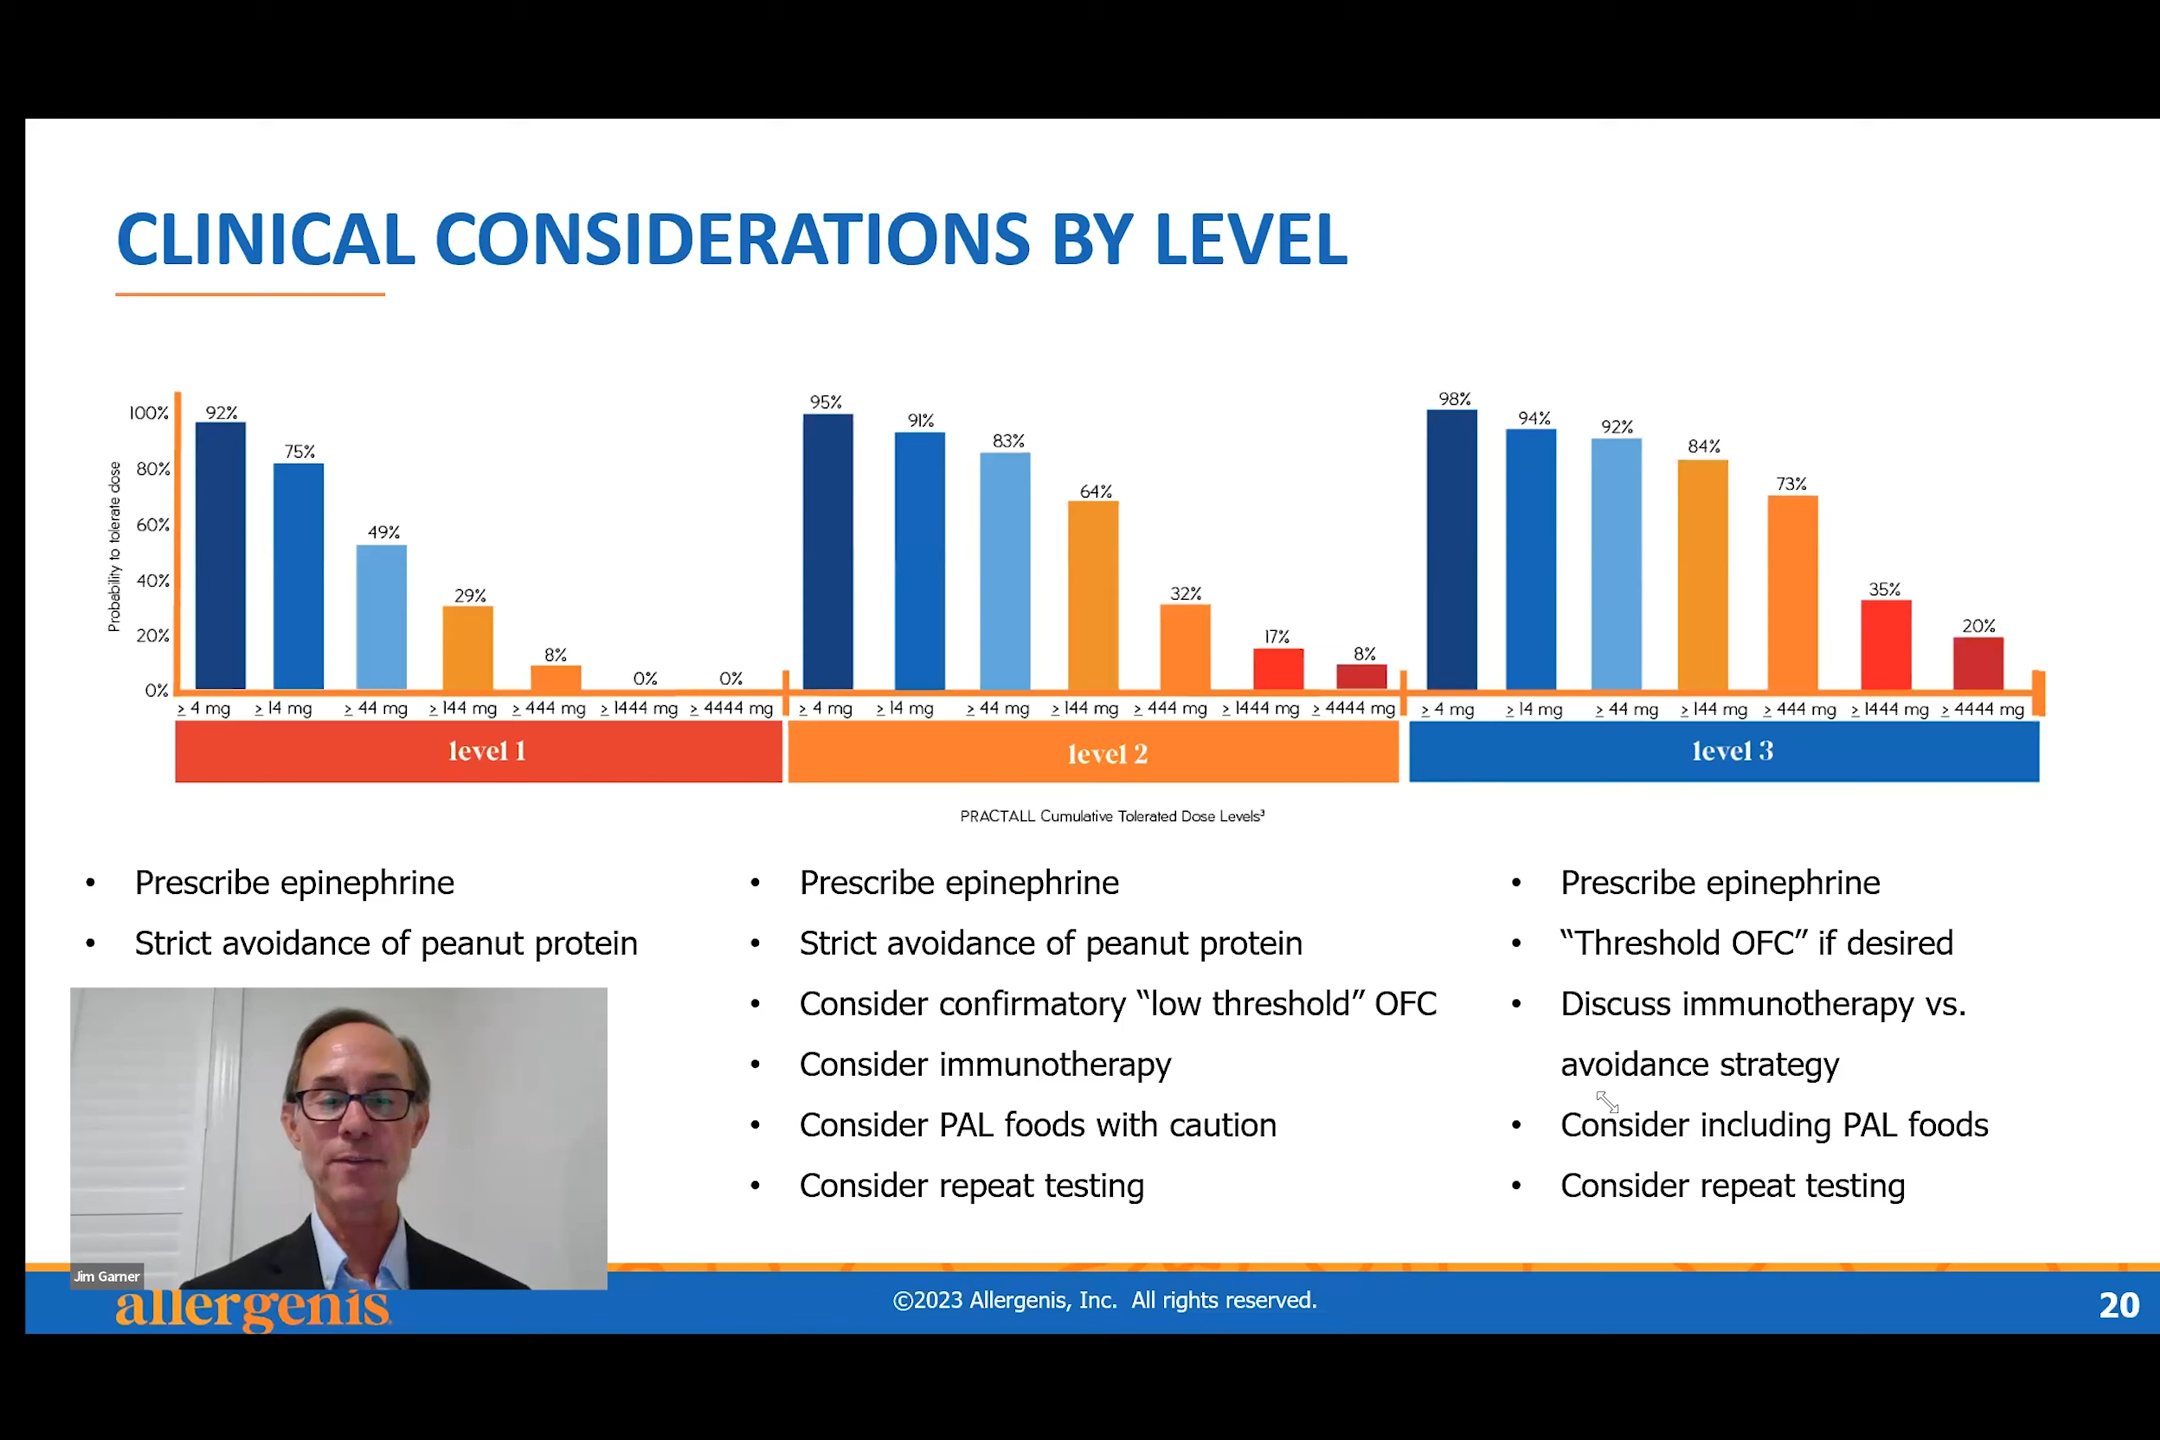 CLINICAL CONSIDERATIONS BY LEVEL
Probability to tolerate dose
100%
80%
60%
40%
20%
0%
92%
75%
49%
29%
8%
0%
0%
95%
91%
83%
64%
32%
17%
8%
98%
94%
92%
84%
73%
35%
20%
≥ 4 mg ≥ 14 mg ≥ 44 mg ≥ 144 mg ≥ 444 mg ≥ 1444 mg ≥ 4444 mg
≥ 4 mg ≥ 14 mg ≥ 44 mg ≥ 144 mg ≥ 444 mg ≥ 1444 mg ≥ 4444 mg
≥ 4 mg ≥ 14 mg ≥ 44 mg ≥ 144 mg ≥ 444 mg ≥ 1444 mg ≥ 4444 mg
level 1
level 2
level 3
PRACTALL Cumulative Tolerated Dose Levels³
• Prescribe epinephrine
• Strict avoidance of peanut protein
• Prescribe epinephrine
• Strict avoidance of peanut protein
• Consider confirmatory “low threshold” OFC
• Consider immunotherapy
• Consider PAL foods with caution
• Consider repeat testing
• Prescribe epinephrine
• “Threshold OFC” if desired
• Discuss immunotherapy vs.
avoidance strategy
• Consider including PAL foods
• Consider repeat testing
Jim Garner
allergenis
©2023 Allergenis, Inc. All rights reserved.
20